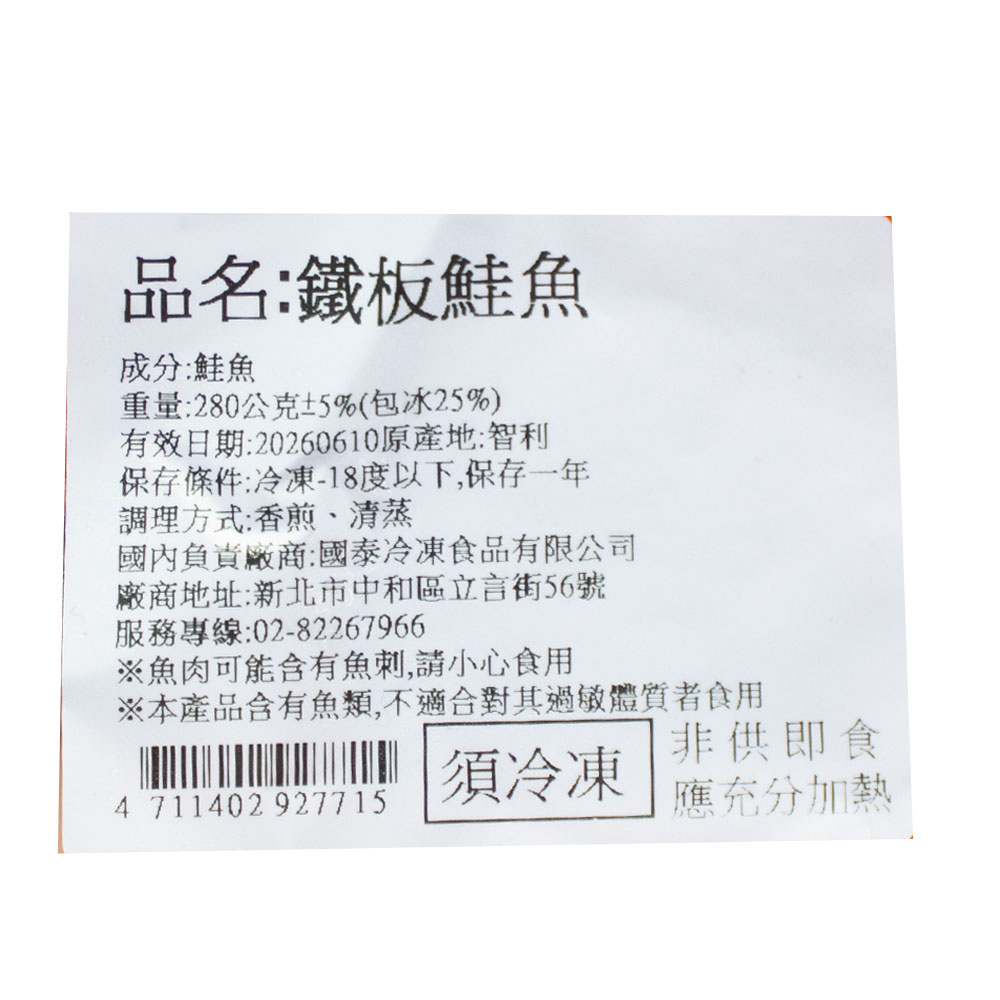 品名:鐵板鮭魚
成分:鮭魚
重量:280公克±5%(包冰25%)
有效日期:20260610原產地:智利
保存條件:冷凍-18度以下,保存一年
調理方式:香煎、清蒸
國內負責廠商:國泰冷凍食品有限公司
廠商地址:新北市中和區立言街56號
服務專線:02-82267966
※魚肉可能含有魚刺,請小心食用
※本產品含有魚類,不適合對其過敏體質者食用
須冷凍
非供即食
應充分加熱
4 711402 927715